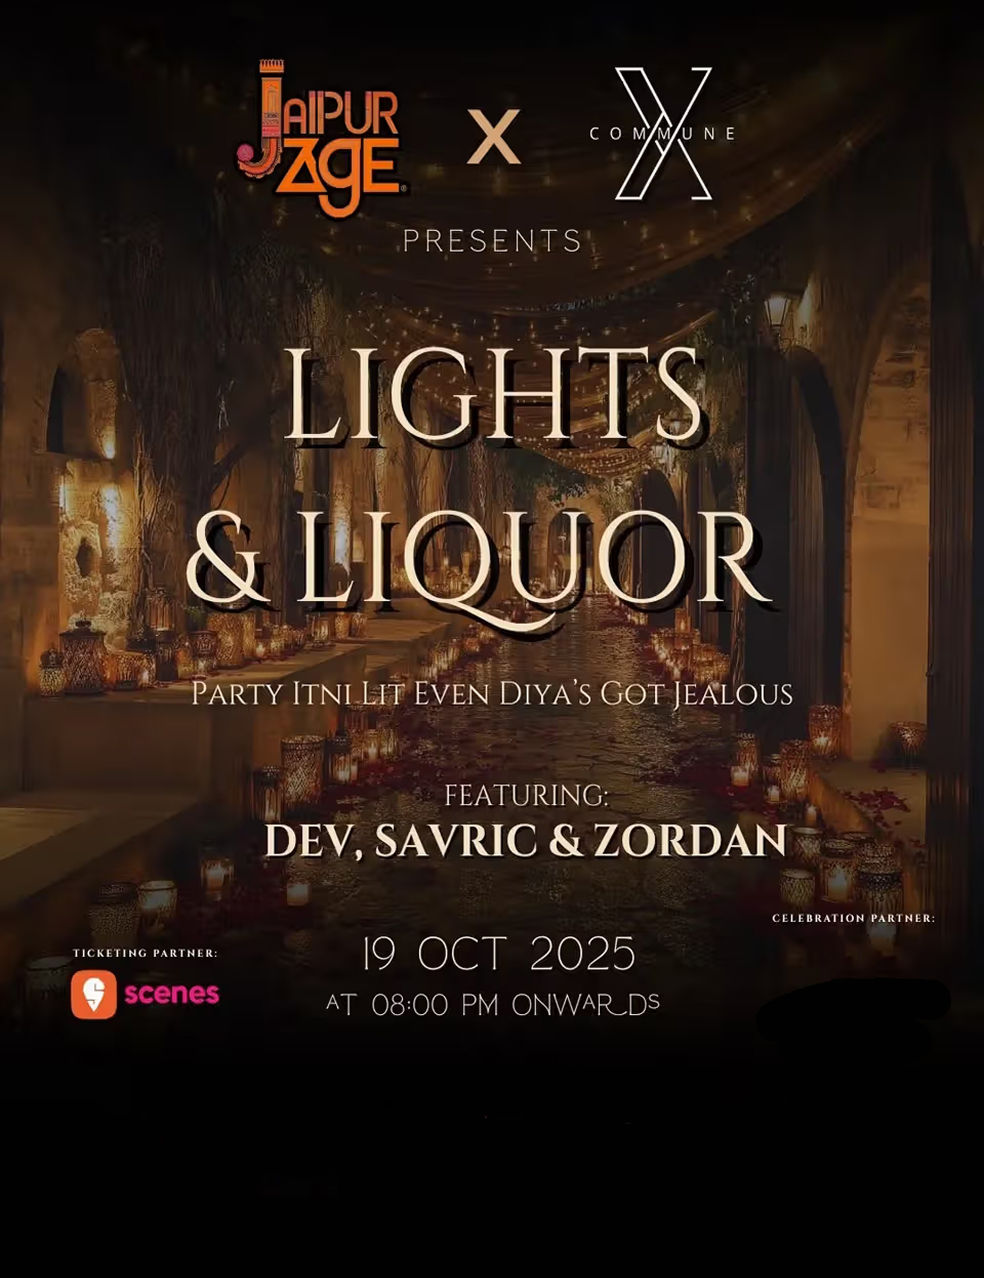 JAIPUR
ZgE
X
COMMUNE
PRESENTS
LIGHTS
& LIQUOR
PARTY ITNI LIT EVEN DIYA'S GOT JEALOUS
FEATURING:
DEV, SAVRIC & ZORDAN
CELEBRATION PARTNER:
TICKETING PARTNER:
scenes
19 OCT 2025
AT 08:00 PM ONWARDS